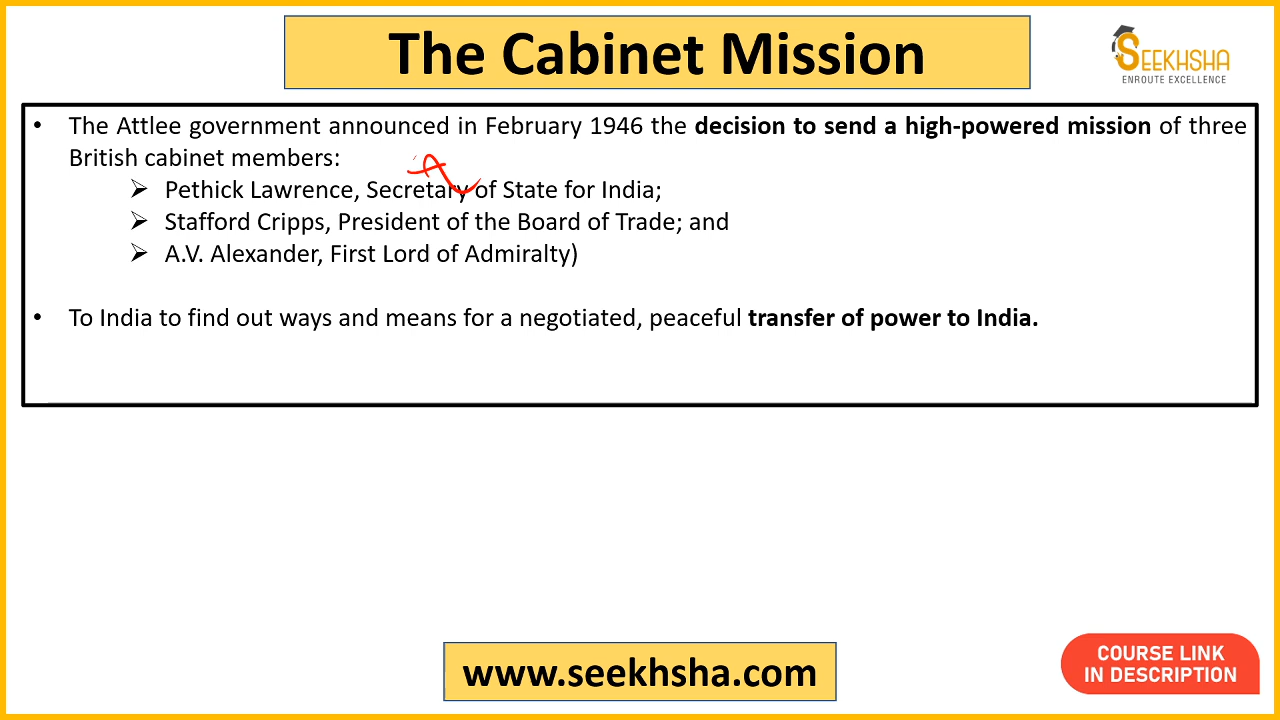 The Cabinet Mission
SEEKHSHA
ENROUTE EXCELLENCE
• The Attlee government announced in February 1946 the decision to send a high-powered mission of three
British cabinet members:
➢ Pethick Lawrence, Secretary of State for India;
➢ Stafford Cripps, President of the Board of Trade; and
➢ A.V. Alexander, First Lord of Admiralty)
• To India to find out ways and means for a negotiated, peaceful transfer of power to India.
www.seekhsha.com
COURSE LINK
IN DESCRIPTION